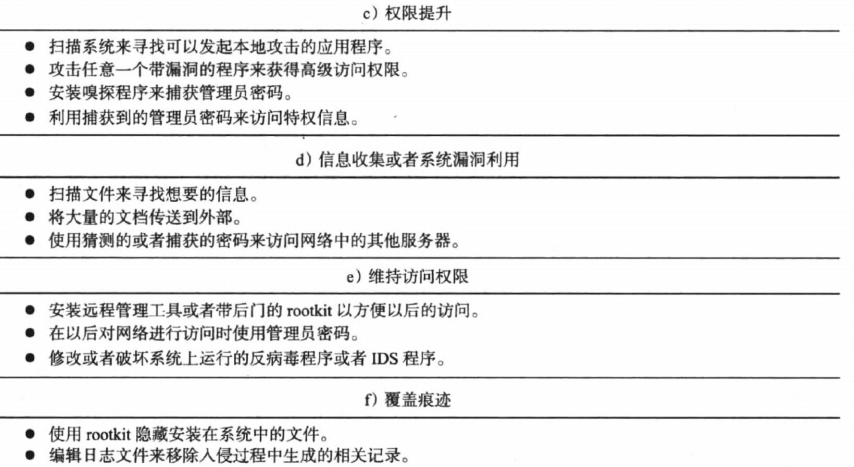 c）权限提升
● 扫描系统来寻找可以发起本地攻击的应用程序。
● 攻击任意一个带漏洞的程序来获得高级访问权限。
● 安装嗅探程序来捕获管理员密码。
● 利用捕获到的管理员密码来访问特权信息。
d）信息收集或者系统漏洞利用
● 扫描文件来寻找想要的信息。
● 将大量的文档传送到外部。
● 使用猜测的或者捕获的密码来访问网络中的其他服务器。
e）维持访问权限
● 安装远程管理工具或者带后门的 rootkit 以方便以后的访问。
● 在以后对网络进行访问时使用管理员密码。
● 修改或者破坏系统上运行的反病毒程序或者 IDS 程序。
f）覆盖痕迹
● 使用 rootkit 隐藏安装在系统中的文件。
● 编辑日志文件来移除入侵过程中生成的相关记录。